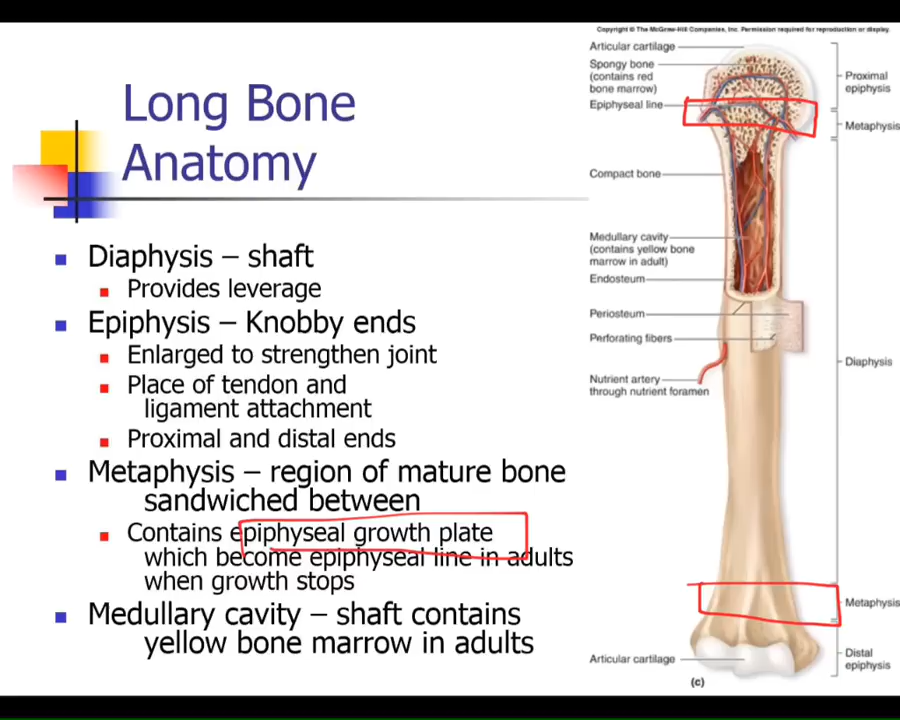 Copyright © The McGraw-Hill Companies, Inc. Permission required for reproduction or display.
Long Bone
Anatomy
Diaphysis – shaft
Provides leverage
Epiphysis – Knobby ends
Enlarged to strengthen joint
Place of tendon and
ligament attachment
Proximal and distal ends
Metaphysis – region of mature bone
sandwiched between
Contains epiphyseal growth plate
which become epiphyseal line in adults
when growth stops
Medullary cavity – shaft contains
yellow bone marrow in adults
Articular cartilage
Spongy bone
(contains red
bone marrow)
Epiphyseal line
Compact bone
Medullary cavity
(contains yellow bone
marrow in adult)
Endosteum
Periosteum
Perforating fibers
Nutrient artery
through nutrient foramen
Articular cartilage
Proximal
epiphysis
Metaphysis
Diaphysis
Metaphysis
Distal
epiphysis
(c)